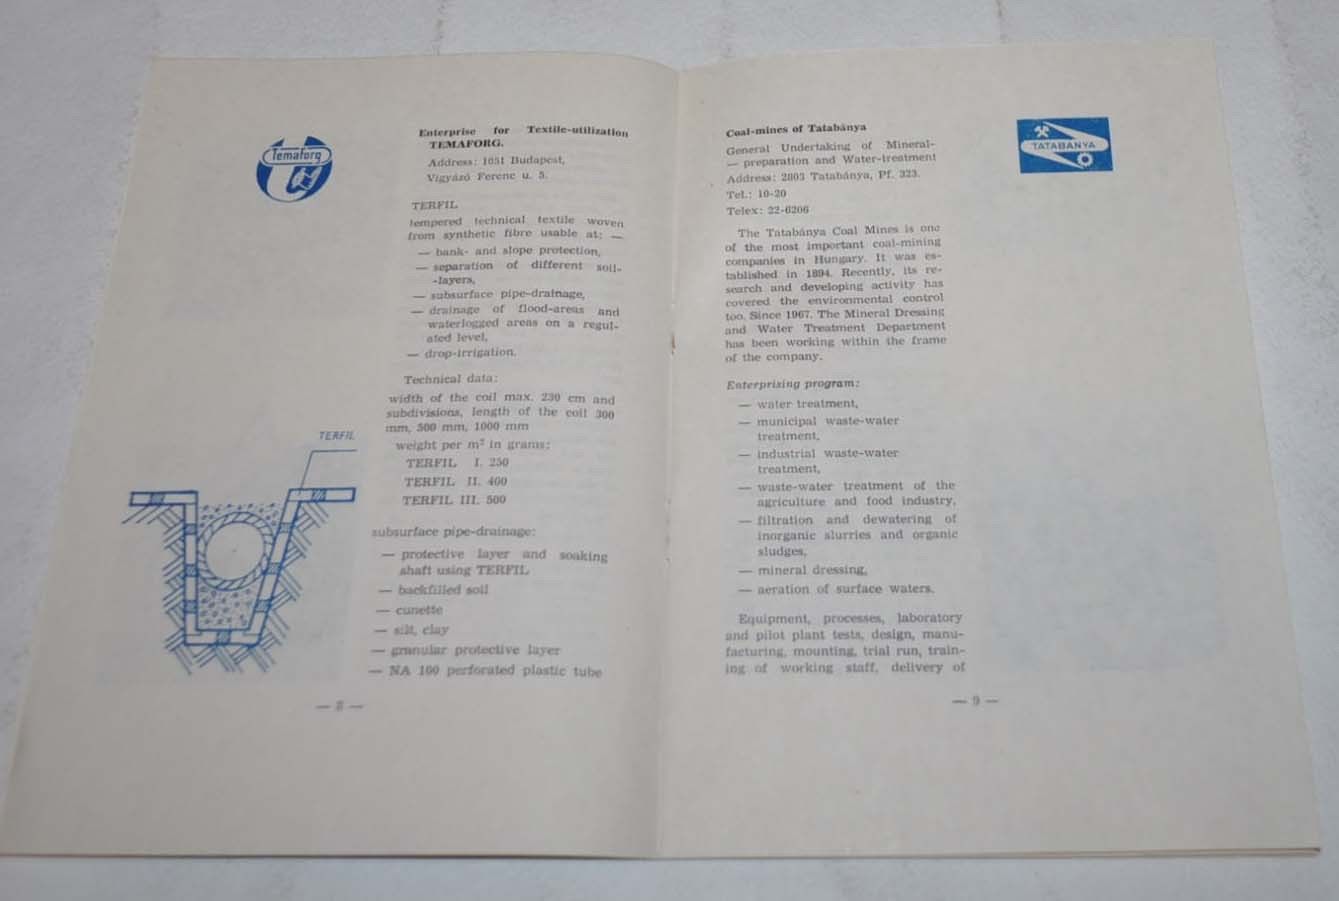 Temaforg
Enterprise for Textile-utilization
TEMAFORG.
Address: 1051 Budapest,
Vigyázó Ferenc u. 5.
TERFIL
tempered technical textile woven
from synthetic fibre usable at: —
— bank- and slope protection,
— separation of different soil-
-layers,
— subsurface pipe-drainage,
— drainage of flood-areas and
waterlogged areas on a regul-
ated level,
— drop-irrigation.
Technical data:
width of the coil max. 230 cm and
subdivisions, length of the coil 300
mm, 500 mm, 1000 mm
weight per m² in grams:
TERFIL I. 250
TERFIL II. 400
TERFIL III. 500
TERFIL
subsurface pipe-drainage:
— protective layer and soaking
shaft using TERFIL
— backfilled soil
— cunette
— silt, clay
— granular protective layer
— NA 100 perforated plastic tube
— 8 —
Coal-mines of Tatabánya
General Undertaking of Mineral-
— preparation and Water-treatment
Address: 2803 Tatabánya, Pf. 323.
Tel.: 10-20
Telex: 22-6206
TATABÁNYA
The Tatabánya Coal Mines is one
of the most important coal-mining
companies in Hungary. It was es-
tablished in 1894. Recently, its re-
search and developing activity has
covered the environmental control
too. Since 1967. The Mineral Dressing
and Water Treatment Department
has been working within the frame
of the company.
Enterprizing program:
— water treatment,
— municipal waste-water
treatment,
— industrial waste-water
treatment,
— waste-water treatment of the
agriculture and food industry,
— filtration and dewatering of
inorganic slurries and organic
sludges,
— mineral dressing,
— aeration of surface waters.
Equipment, processes, laboratory
and pilot plant tests, design, manu-
facturing, mounting, trial run, train-
ing of working staff, delivery of
— 9 —